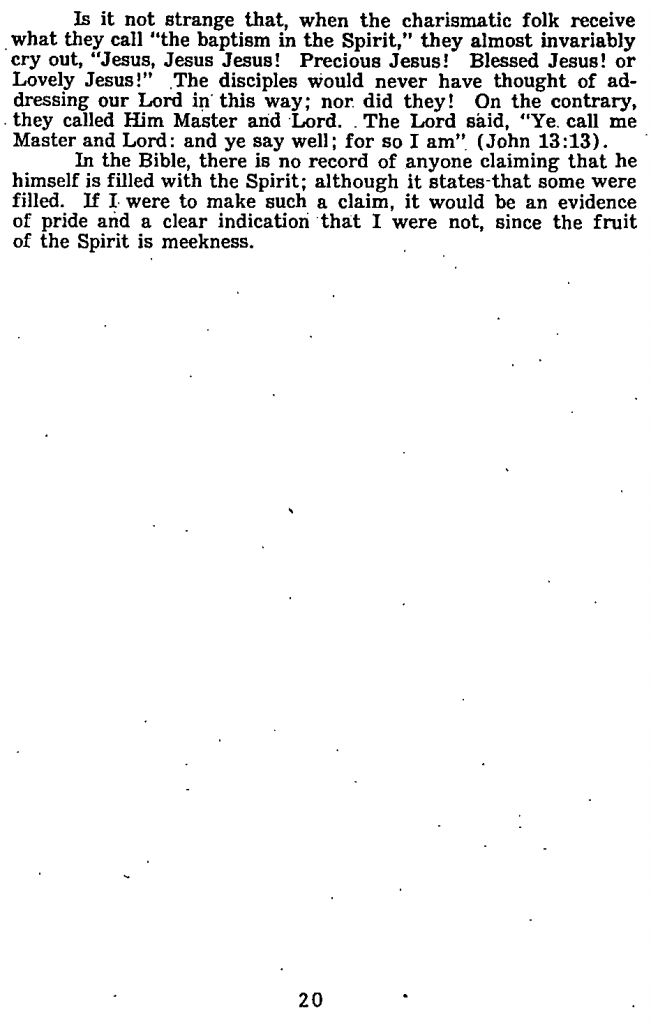 Is it not strange that, when the charismatic folk receive
what they call "the baptism in the Spirit," they almost invariably
cry out, "Jesus, Jesus Jesus! Precious Jesus! Blessed Jesus! or
Lovely Jesus!" The disciples would never have thought of ad-
dressing our Lord in this way; nor did they! On the contrary,
they called Him Master and Lord. The Lord said, "Ye call me
Master and Lord: and ye say well; for so I am" (John 13:13).
In the Bible, there is no record of anyone claiming that he
himself is filled with the Spirit; although it states that some were
filled. If I were to make such a claim, it would be an evidence
of pride and a clear indication that I were not, since the fruit
of the Spirit is meekness.
20